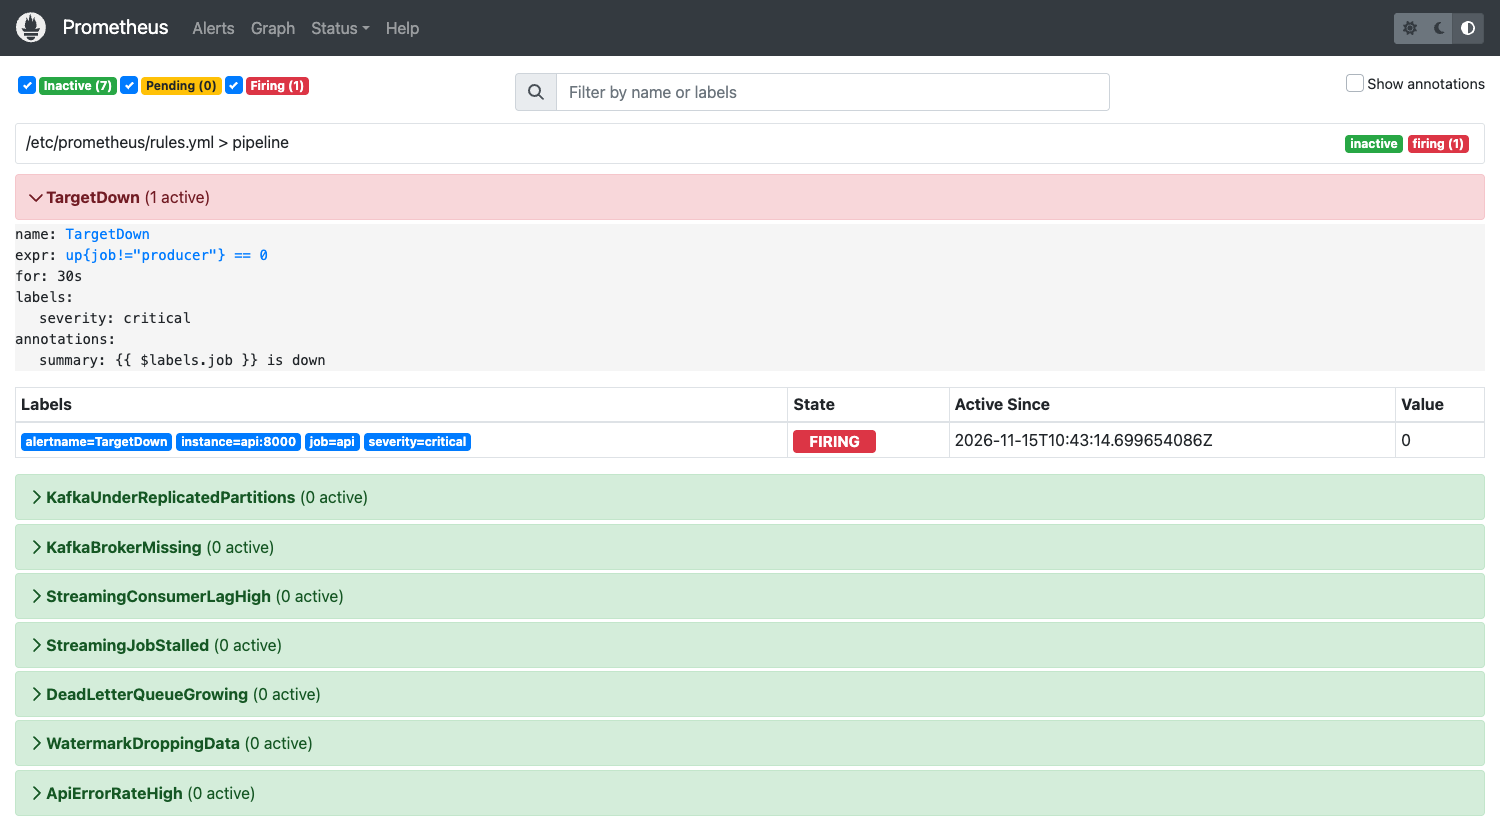 Prometheus Alerts Graph Status Help
Inactive (7) Pending (0) Firing (1)
Filter by name or labels
Show annotations
/etc/prometheus/rules.yml > pipeline
inactive firing (1)
TargetDown (1 active)
name: TargetDown
expr: up{job!="producer"} == 0
for: 30s
labels:
severity: critical
annotations:
summary: {{ $labels.job }} is down
Labels State Active Since Value
alertname=TargetDown instance=api:8000 job=api severity=critical FIRING 2026-11-15T10:43:14.699654086Z 0
KafkaUnderReplicatedPartitions (0 active)
KafkaBrokerMissing (0 active)
StreamingConsumerLagHigh (0 active)
StreamingJobStalled (0 active)
DeadLetterQueueGrowing (0 active)
WatermarkDroppingData (0 active)
ApiErrorRateHigh (0 active)